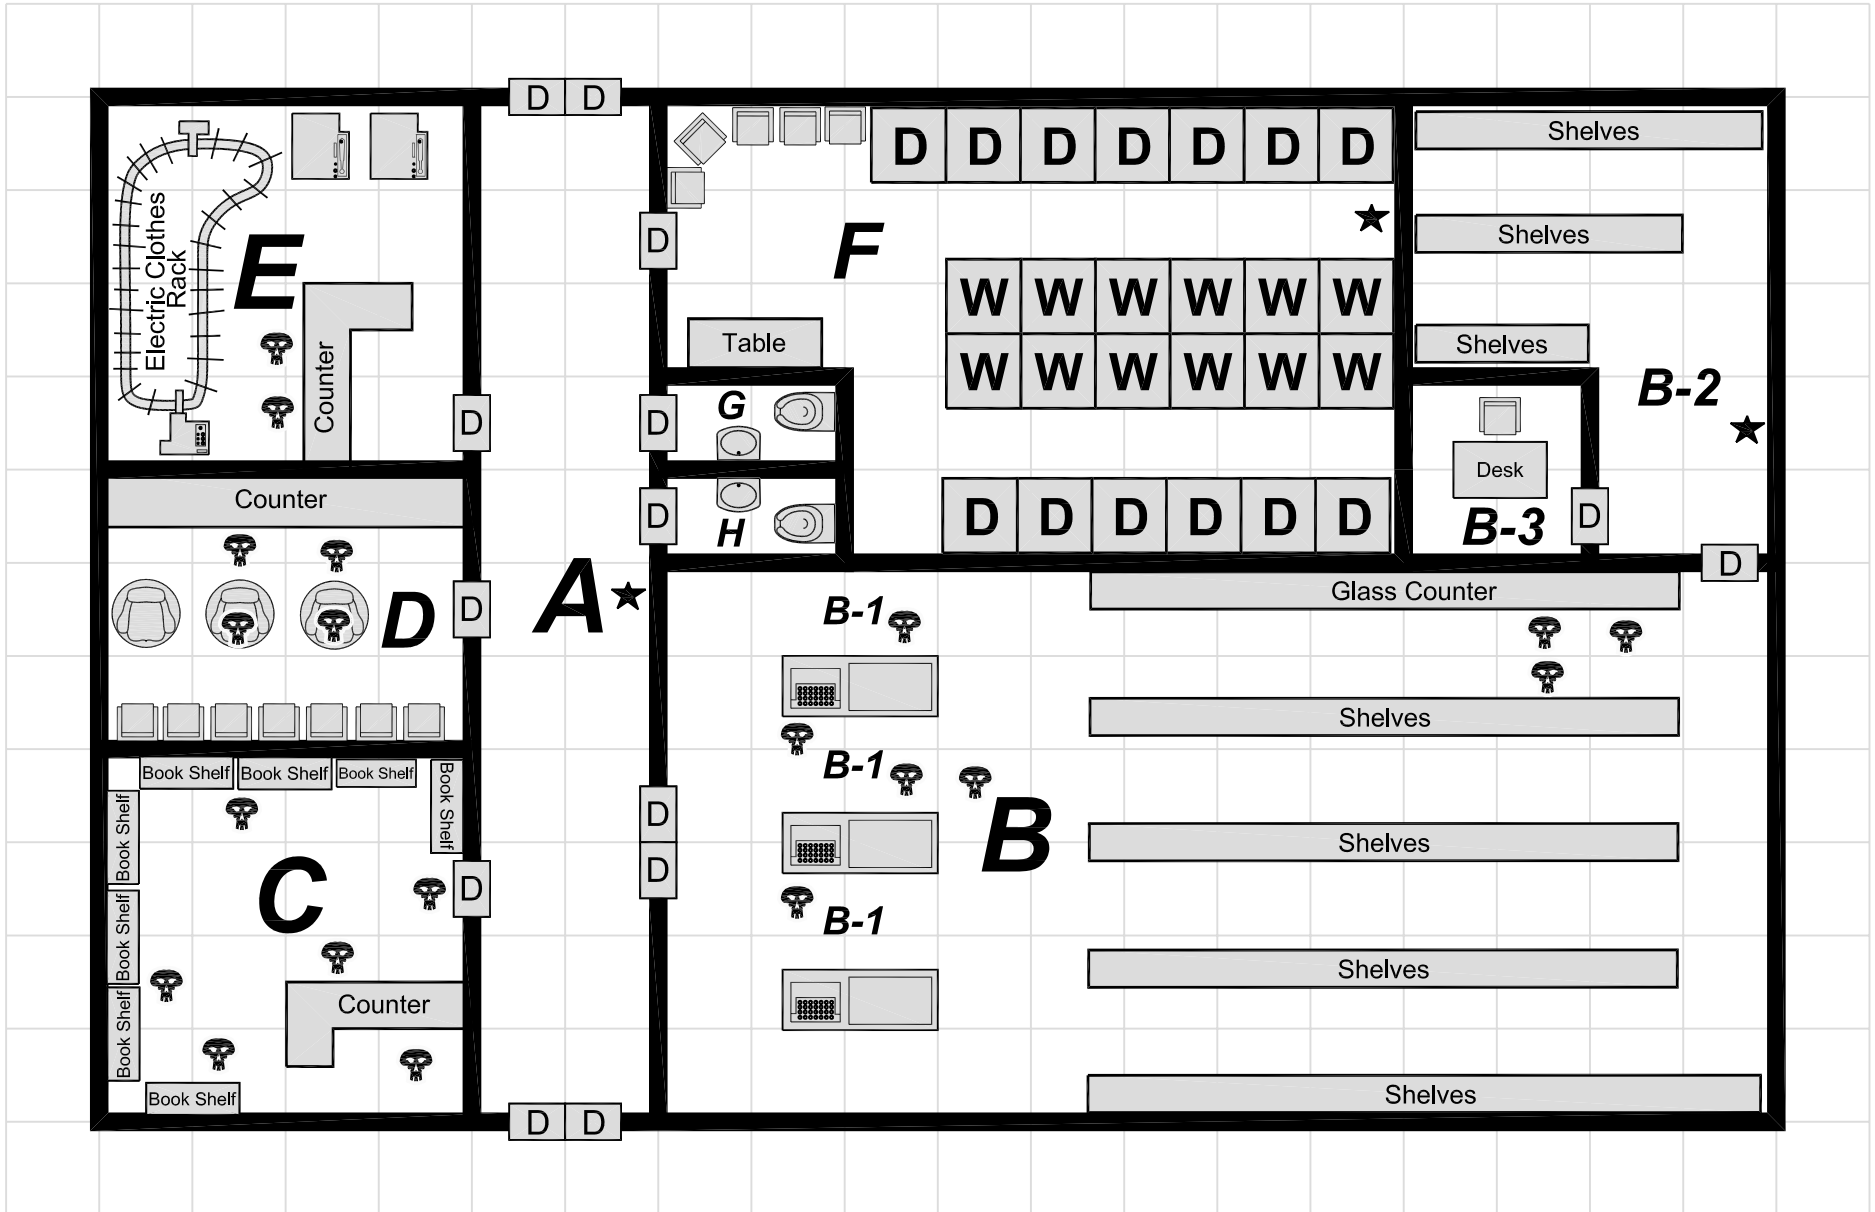 D D
Shelves
D D D D D D D
Electric Clothes
Rack
E
D
F
Shelves
W W W W W W
Counter
Table
Shelves
W W W W W W
B-2
D
D
G
Desk
Counter
D
H
D D D D D D
B-3
D
D
A
D
D
Glass Counter
B-1
Shelves
B-1
Book Shelf
Book Shelf
Book Shelf
Book Shelf
Book Shelf
D
D
B
Shelves
C
D
Book Shelf
B-1
Shelves
Counter
Book Shelf
Book Shelf
Shelves
D D